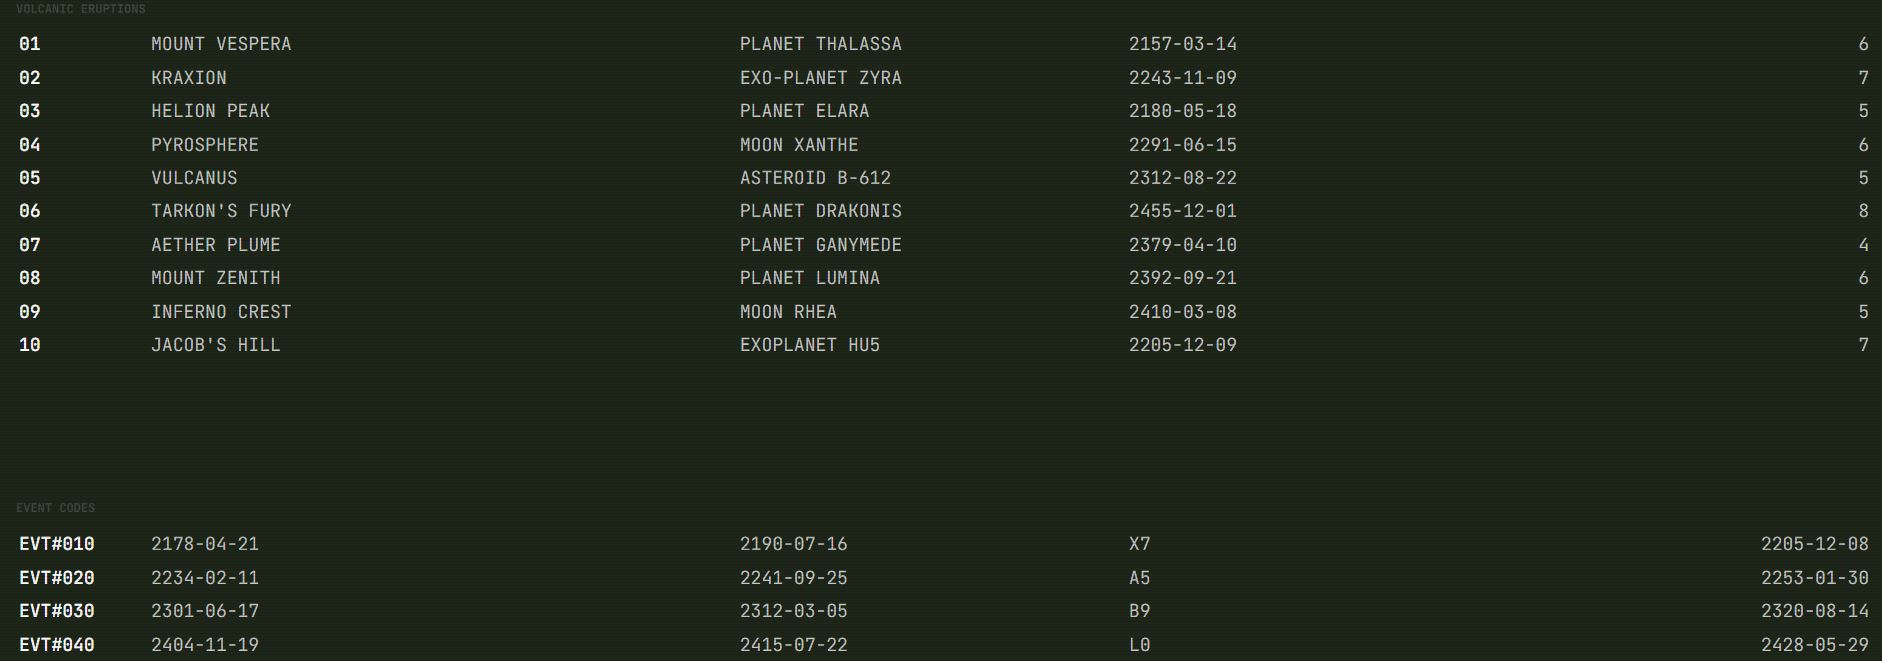 VOLCANIC ERUPTIONS
01 MOUNT VESPERA PLANET THALASSA 2157-03-14 6
02 KRAXION EXO-PLANET ZYRA 2243-11-09 7
03 HELION PEAK PLANET ELARA 2180-05-18 5
04 PYROSPHERE MOON XANTHE 2291-06-15 6
05 VULCANUS ASTEROID B-612 2312-08-22 5
06 TARKON'S FURY PLANET DRAKONIS 2455-12-01 8
07 AETHER PLUME PLANET GANYMEDE 2379-04-10 4
08 MOUNT ZENITH PLANET LUMINA 2392-09-21 6
09 INFERNO CREST MOON RHEA 2410-03-08 5
10 JACOB'S HILL EXOPLANET HU5 2205-12-09 7
EVENT CODES
EVT#010 2178-04-21 2190-07-16 X7 2205-12-08
EVT#020 2234-02-11 2241-09-25 A5 2253-01-30
EVT#030 2301-06-17 2312-03-05 B9 2320-08-14
EVT#040 2404-11-19 2415-07-22 L0 2428-05-29